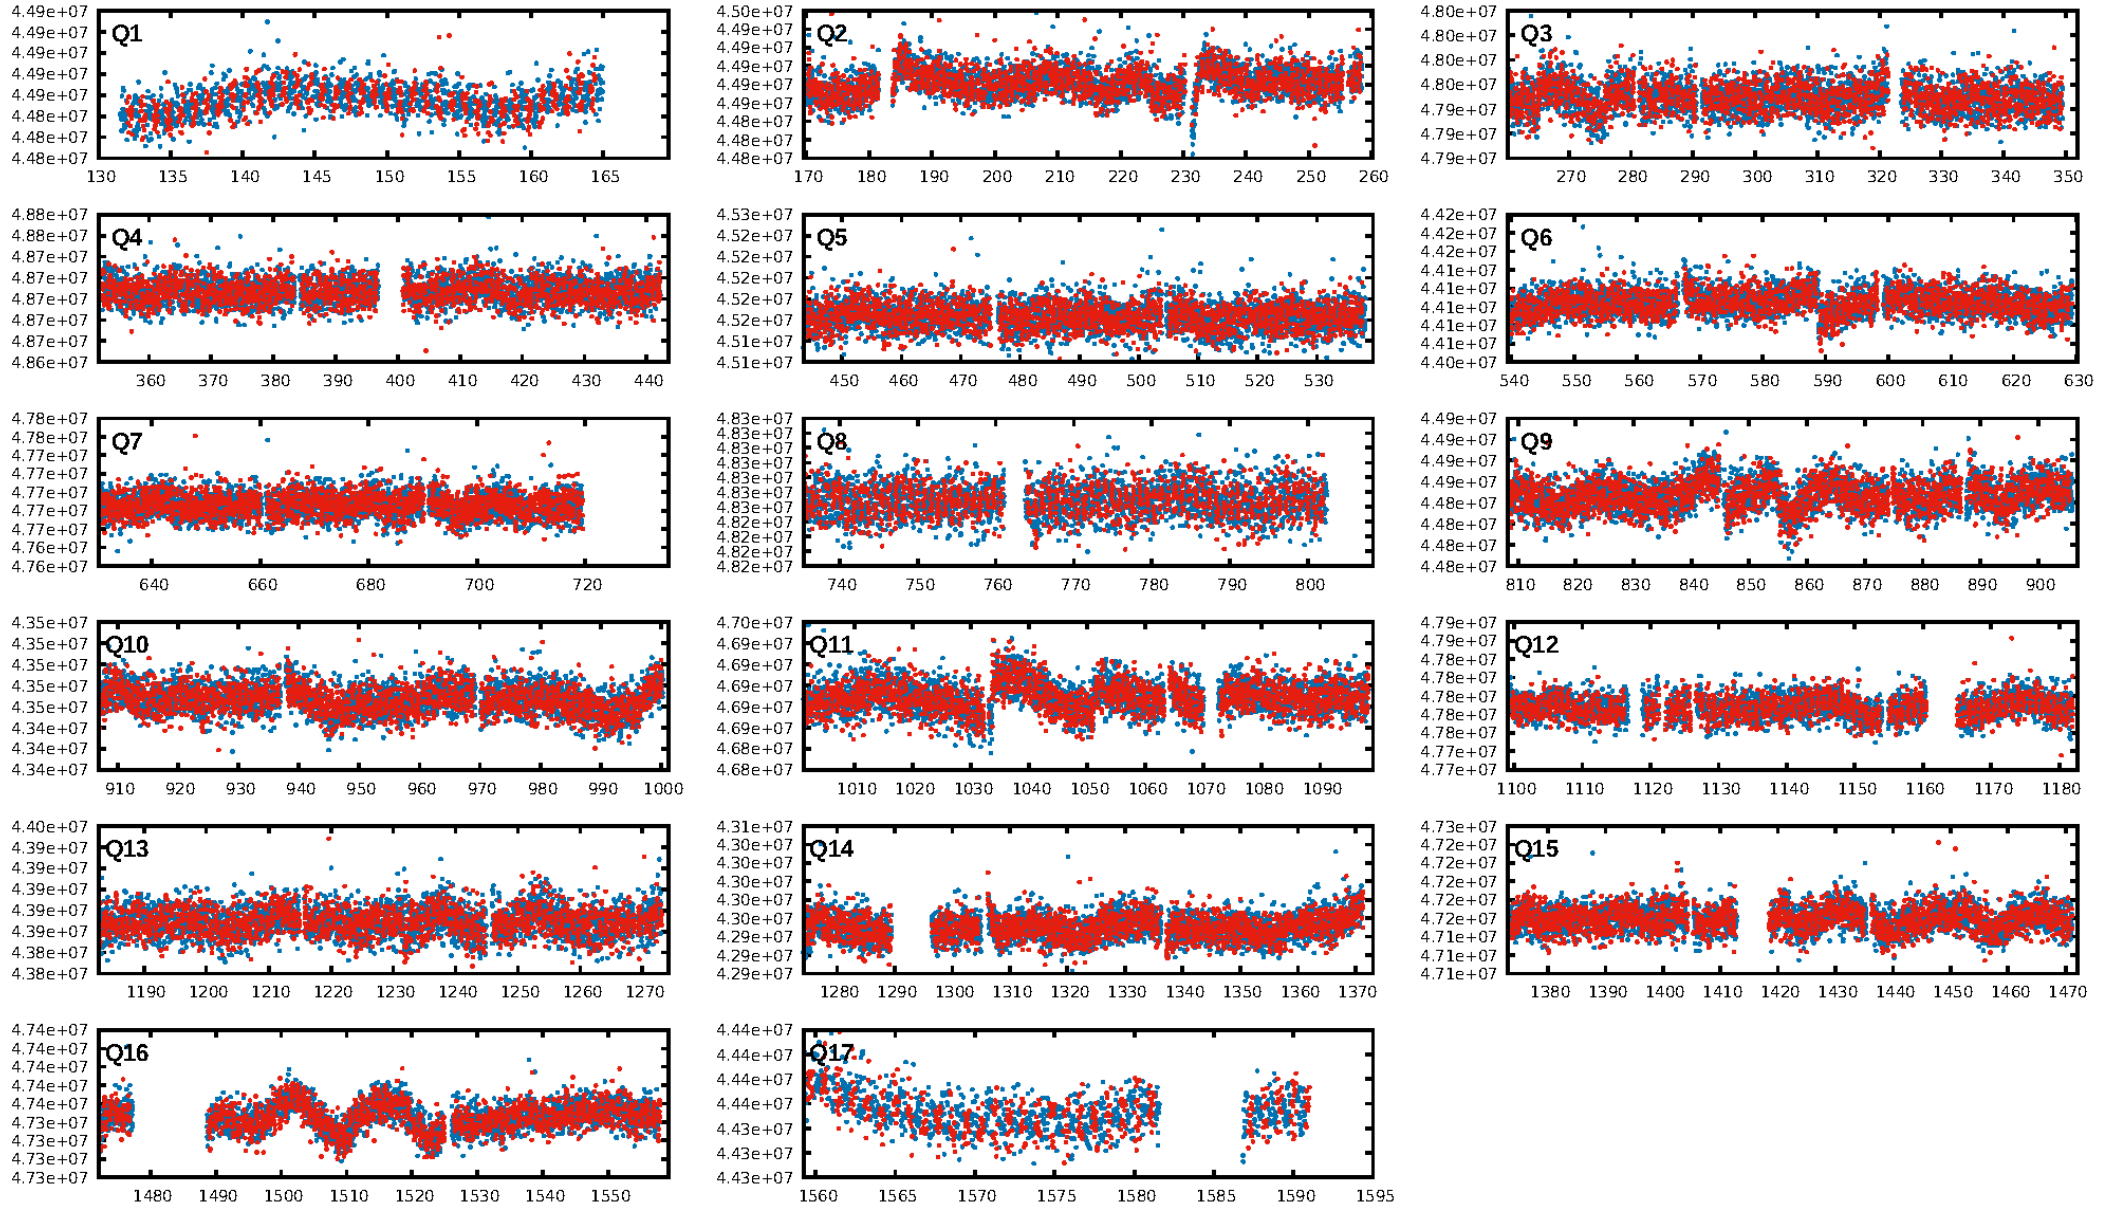 Q1
4.49e+07
4.49e+07
4.49e+07
4.49e+07
4.49e+07
4.48e+07
4.48e+07
4.48e+07
130 135 140 145 150 155 160 165
Q2
4.50e+07
4.49e+07
4.49e+07
4.49e+07
4.49e+07
4.49e+07
4.48e+07
4.48e+07
4.48e+07
170 180 190 200 210 220 230 240 250 260
Q3
4.80e+07
4.80e+07
4.80e+07
4.80e+07
4.79e+07
4.79e+07
4.79e+07
270 280 290 300 310 320 330 340 350
Q4
4.88e+07
4.88e+07
4.87e+07
4.87e+07
4.87e+07
4.87e+07
4.87e+07
4.86e+07
360 370 380 390 400 410 420 430 440
Q5
4.53e+07
4.52e+07
4.52e+07
4.52e+07
4.52e+07
4.52e+07
4.51e+07
4.51e+07
450 460 470 480 490 500 510 520 530
Q6
4.42e+07
4.42e+07
4.41e+07
4.41e+07
4.41e+07
4.41e+07
4.41e+07
4.41e+07
4.40e+07
540 550 560 570 580 590 600 610 620 630
Q7
4.78e+07
4.78e+07
4.77e+07
4.77e+07
4.77e+07
4.77e+07
4.77e+07
4.76e+07
4.76e+07
640 660 680 700 720
Q8
4.83e+07
4.83e+07
4.83e+07
4.83e+07
4.83e+07
4.83e+07
4.83e+07
4.82e+07
4.82e+07
4.82e+07
4.82e+07
740 750 760 770 780 790 800
Q9
4.49e+07
4.49e+07
4.49e+07
4.49e+07
4.48e+07
4.48e+07
4.48e+07
4.48e+07
810 820 830 840 850 860 870 880 890 900
Q10
4.35e+07
4.35e+07
4.35e+07
4.35e+07
4.35e+07
4.34e+07
4.34e+07
4.34e+07
910 920 930 940 950 960 970 980 990 1000
Q11
4.70e+07
4.69e+07
4.69e+07
4.69e+07
4.69e+07
4.69e+07
4.68e+07
4.68e+07
1010 1020 1030 1040 1050 1060 1070 1080 1090
Q12
4.79e+07
4.79e+07
4.78e+07
4.78e+07
4.78e+07
4.78e+07
4.78e+07
4.77e+07
4.77e+07
1100 1110 1120 1130 1140 1150 1160 1170 1180
Q13
4.40e+07
4.39e+07
4.39e+07
4.39e+07
4.39e+07
4.39e+07
4.38e+07
4.38e+07
1190 1200 1210 1220 1230 1240 1250 1260 1270
Q14
4.31e+07
4.30e+07
4.30e+07
4.30e+07
4.30e+07
4.30e+07
4.29e+07
4.29e+07
4.29e+07
1280 1290 1300 1310 1320 1330 1340 1350 1360 1370
Q15
4.73e+07
4.72e+07
4.72e+07
4.72e+07
4.72e+07
4.72e+07
4.71e+07
4.71e+07
4.71e+07
1380 1390 1400 1410 1420 1430 1440 1450 1460 1470
Q16
4.74e+07
4.74e+07
4.74e+07
4.74e+07
4.74e+07
4.73e+07
4.73e+07
4.73e+07
4.73e+07
1480 1490 1500 1510 1520 1530 1540 1550
Q17
4.44e+07
4.44e+07
4.44e+07
4.44e+07
4.43e+07
4.43e+07
4.43e+07
1560 1565 1570 1575 1580 1585 1590 1595